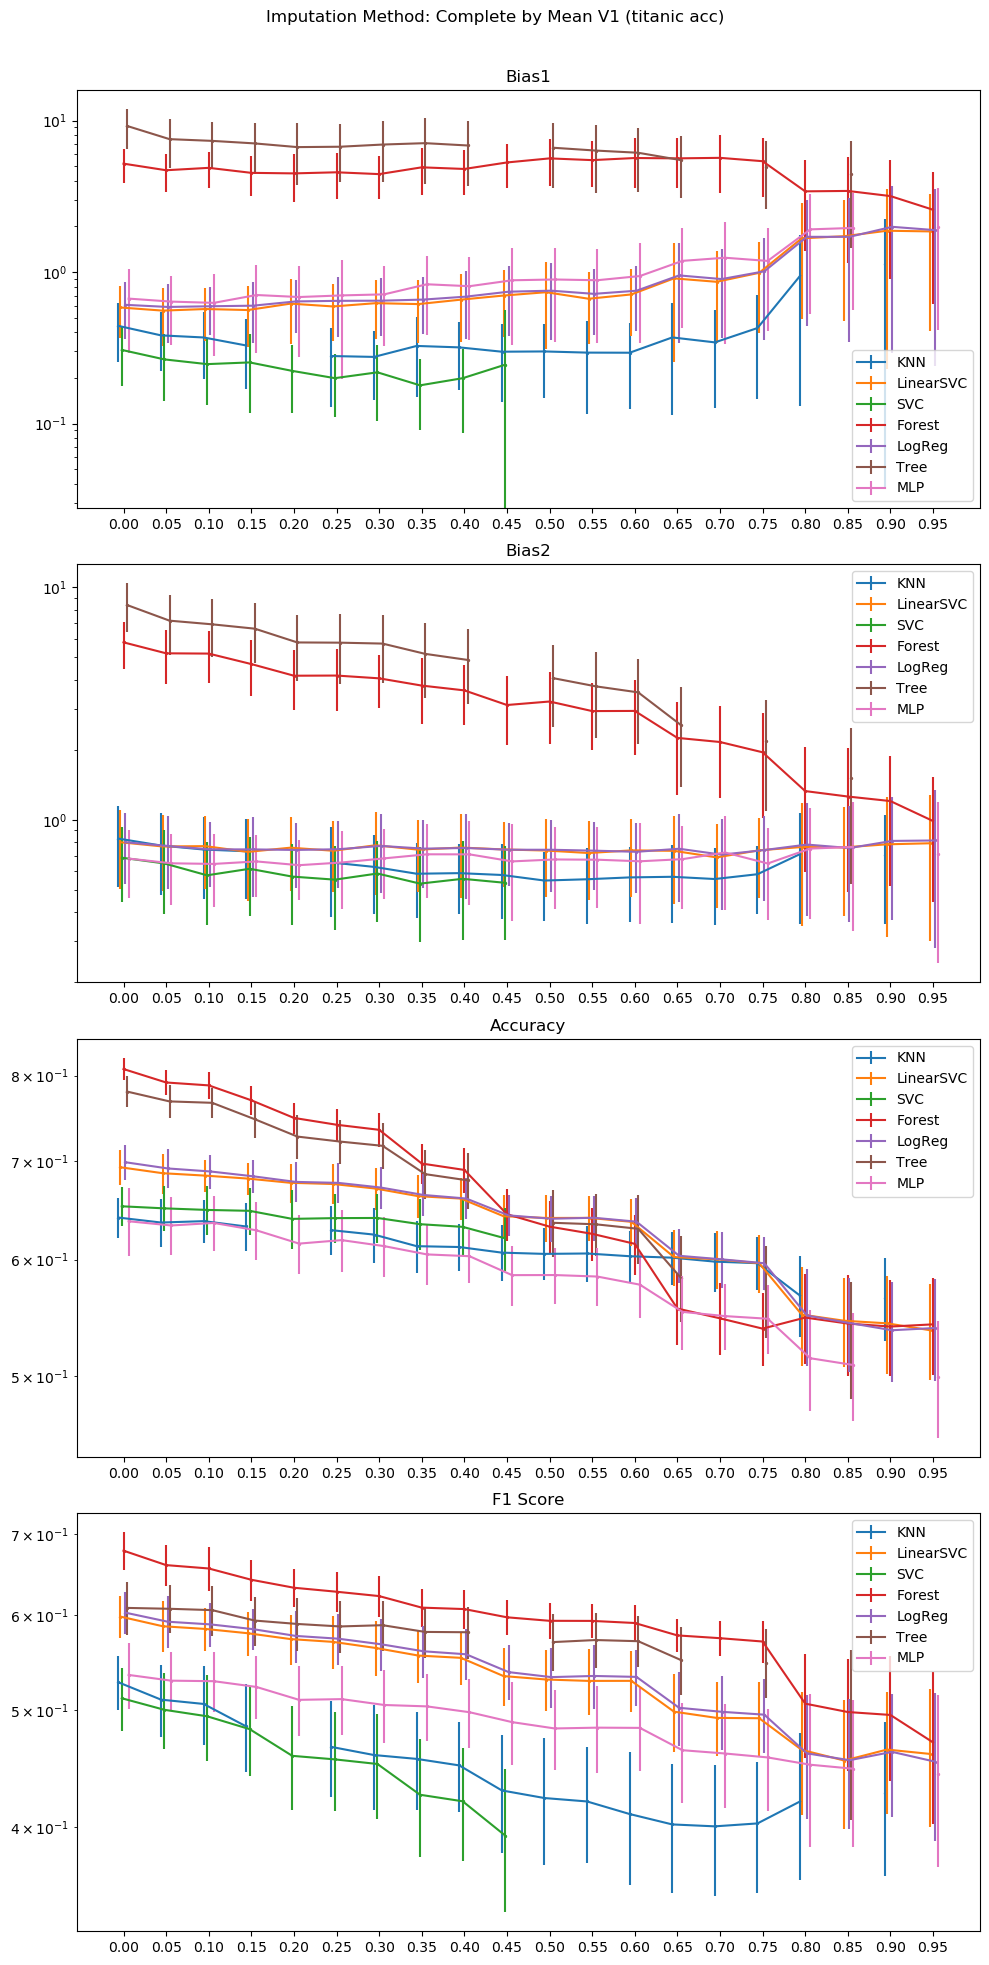 Imputation Method: Complete by Mean V1 (titanic acc)
Bias1
10¹
10⁰
10⁻¹
KNN
LinearSVC
SVC
Forest
LogReg
Tree
MLP
0.00 0.05 0.10 0.15 0.20 0.25 0.30 0.35 0.40 0.45 0.50 0.55 0.60 0.65 0.70 0.75 0.80 0.85 0.90 0.95
Bias2
10¹
10⁰
KNN
LinearSVC
SVC
Forest
LogReg
Tree
MLP
0.00 0.05 0.10 0.15 0.20 0.25 0.30 0.35 0.40 0.45 0.50 0.55 0.60 0.65 0.70 0.75 0.80 0.85 0.90 0.95
Accuracy
8 × 10⁻¹
7 × 10⁻¹
6 × 10⁻¹
5 × 10⁻¹
KNN
LinearSVC
SVC
Forest
LogReg
Tree
MLP
0.00 0.05 0.10 0.15 0.20 0.25 0.30 0.35 0.40 0.45 0.50 0.55 0.60 0.65 0.70 0.75 0.80 0.85 0.90 0.95
F1 Score
7 × 10⁻¹
6 × 10⁻¹
5 × 10⁻¹
4 × 10⁻¹
KNN
LinearSVC
SVC
Forest
LogReg
Tree
MLP
0.00 0.05 0.10 0.15 0.20 0.25 0.30 0.35 0.40 0.45 0.50 0.55 0.60 0.65 0.70 0.75 0.80 0.85 0.90 0.95